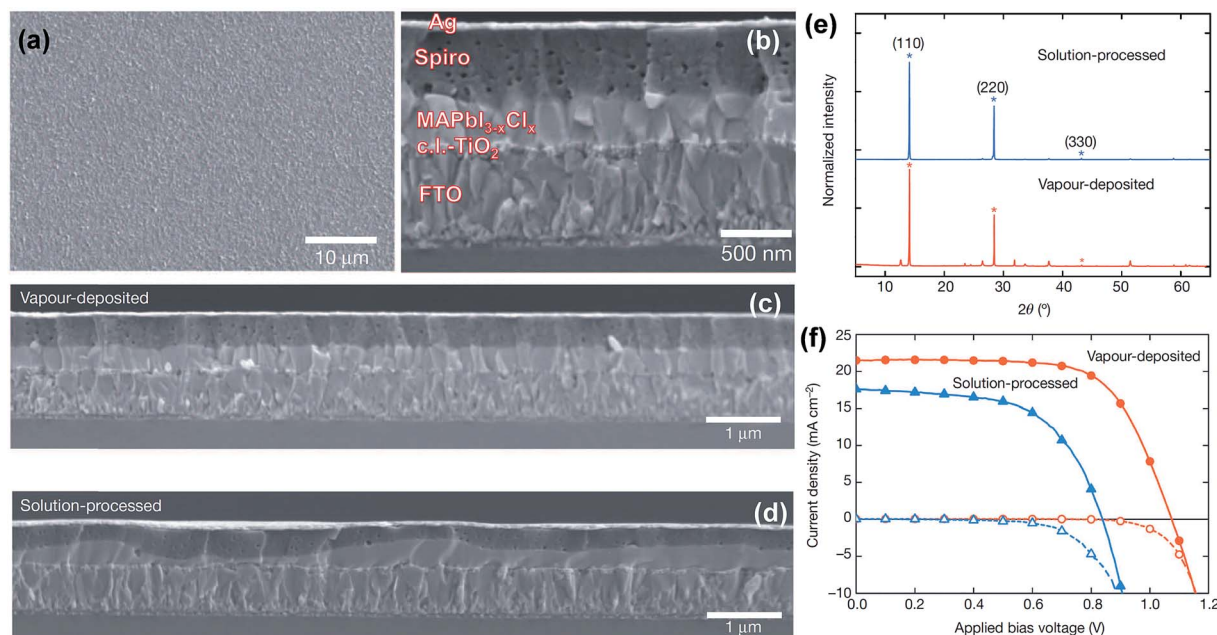 (a)
10 μm
Ag
(b)
Spiro
MAPbI3-xClx
c.l.-TiO2
FTO
500 nm
Vapour-deposited
(c)
1 μm
Solution-processed
(d)
1 μm
(e)
Normalized intensity
(110)
*
(220)
*
(330)
*
Solution-processed
*
*
*
Vapour-deposited
10
20
30
40
50
60
2θ (°)
(f)
Current density (mA cm−2)
25
20
15
10
5
0
−5
−10
Vapour-deposited
Solution-processed
0.0
0.2
0.4
0.6
0.8
1.0
1.2
Applied bias voltage (V)